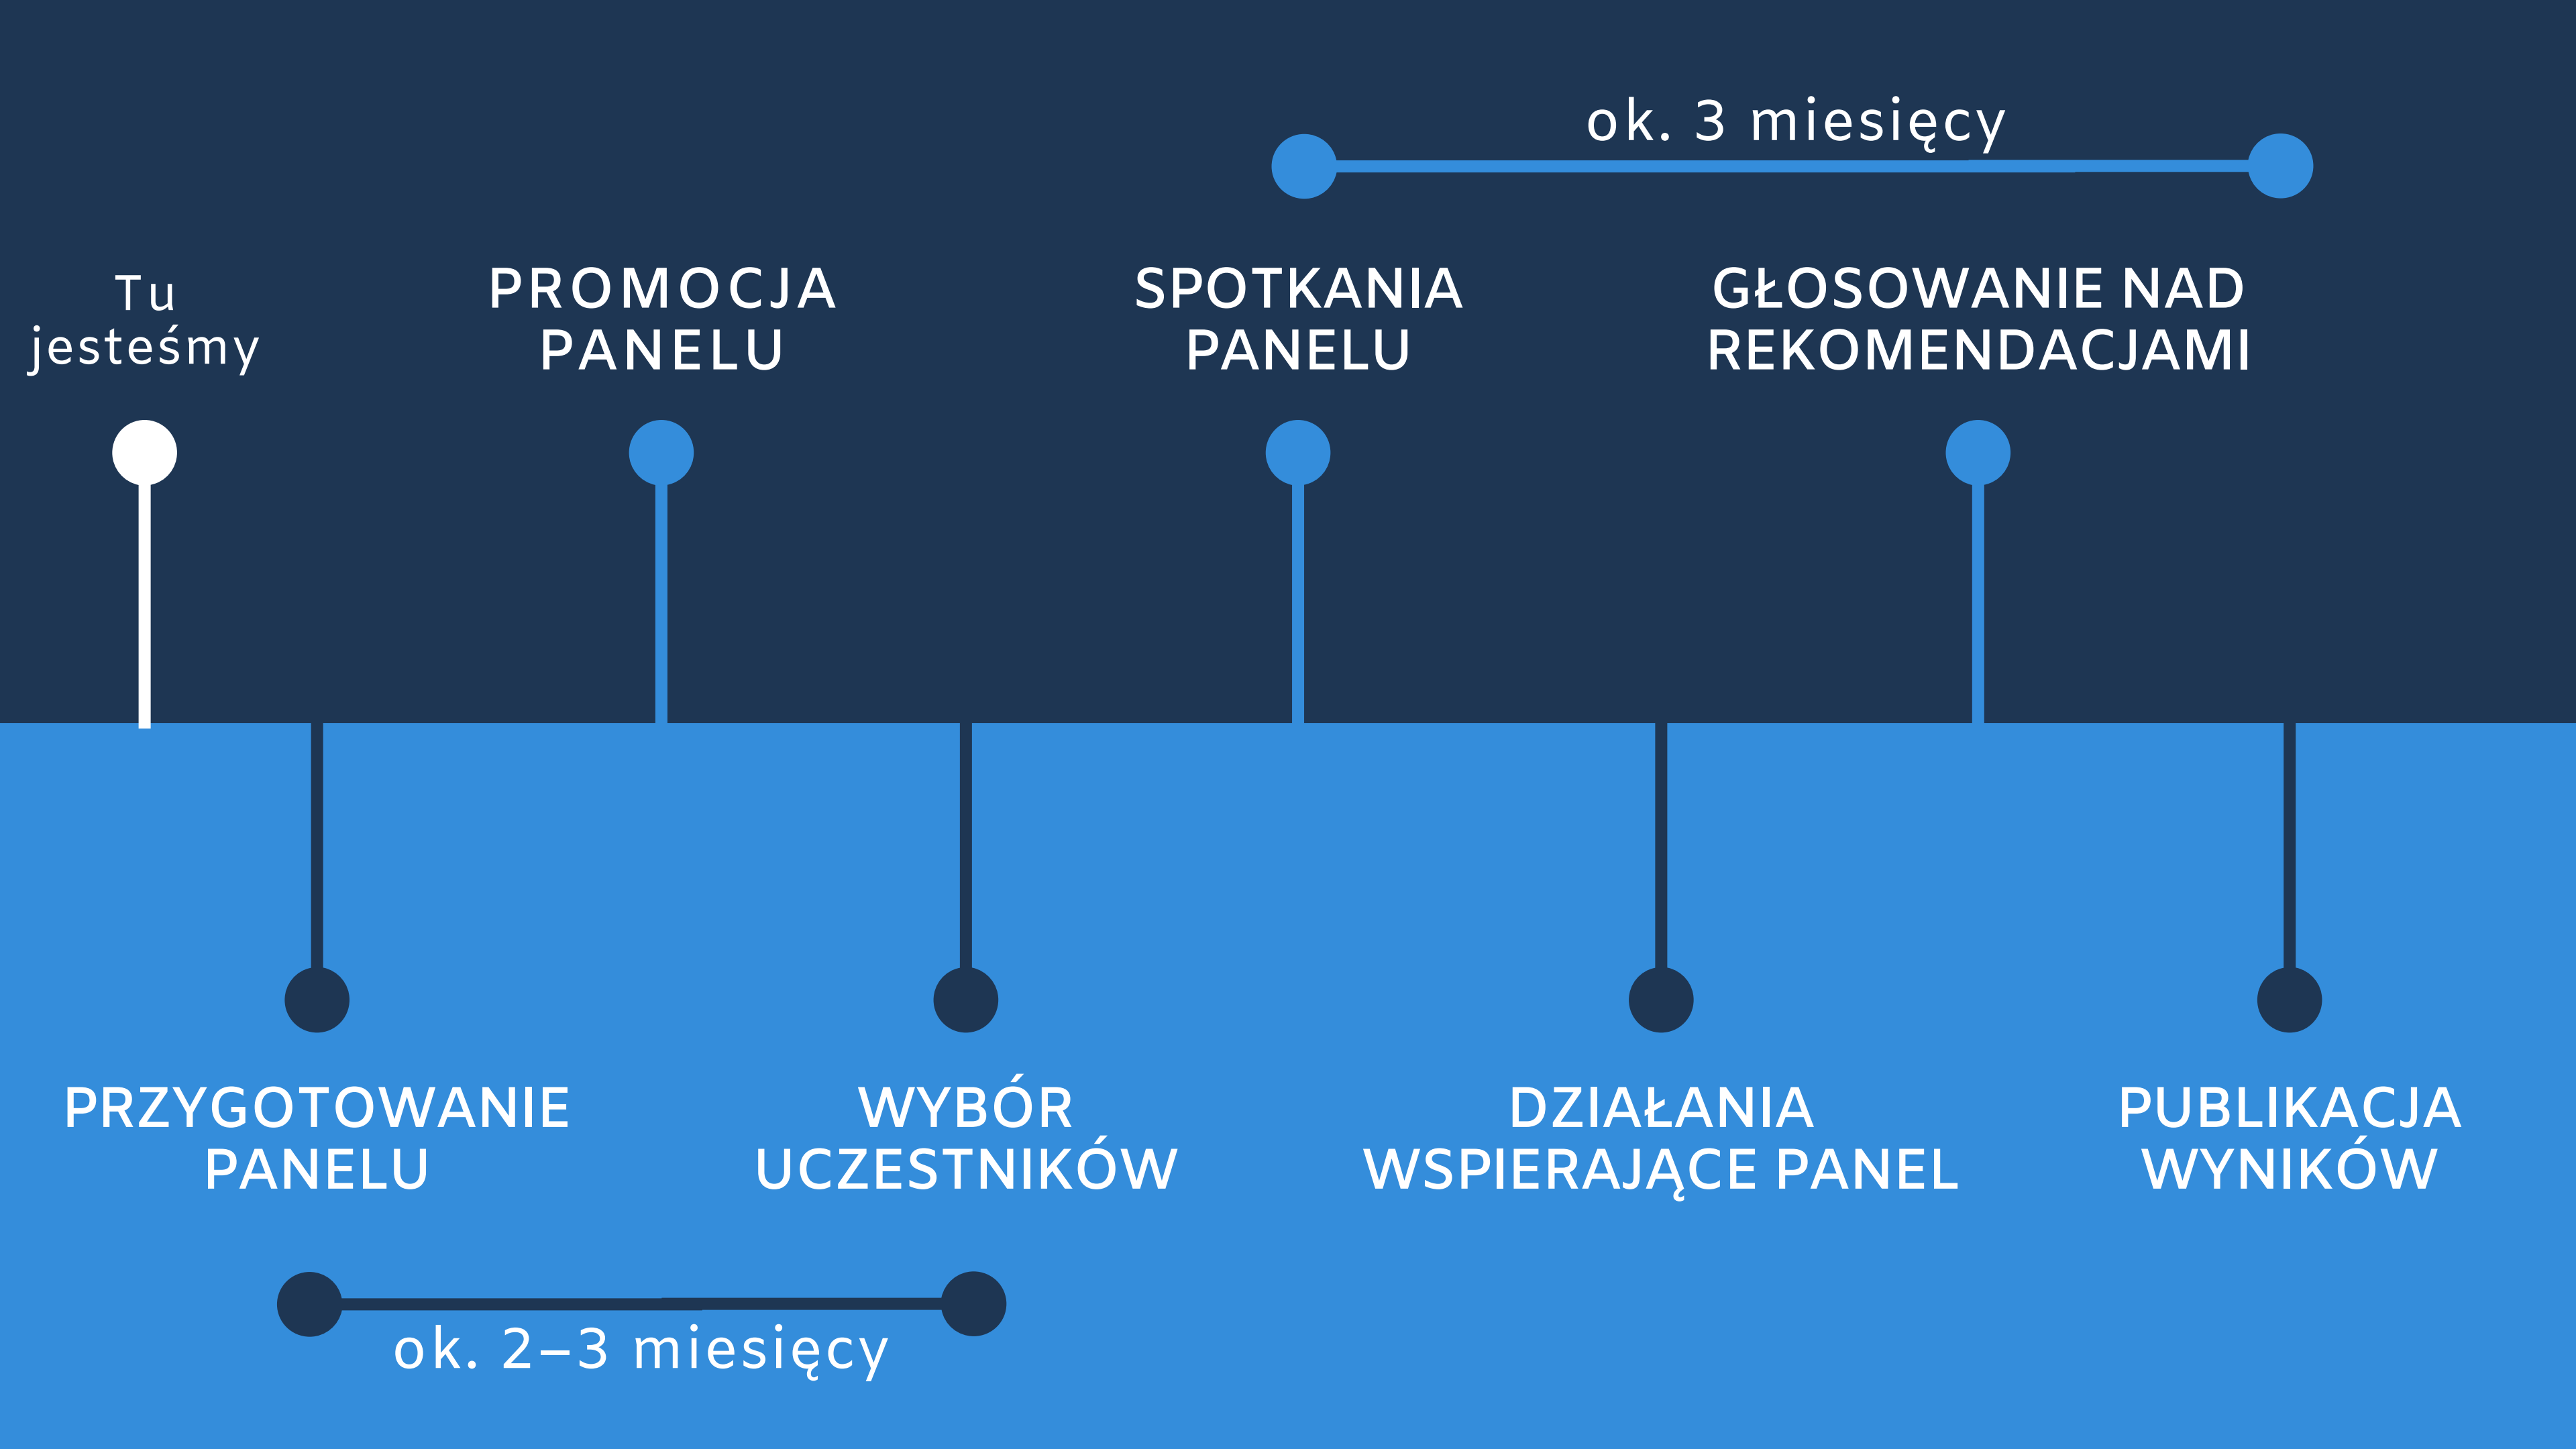 ok. 3 miesięcy
Tu
jesteśmy
PROMOCJA
PANELU
SPOTKANIA
PANELU
GŁOSOWANIE NAD
REKOMENDACJAMI
PRZYGOTOWANIE
PANELU
WYBÓR
UCZESTNIKÓW
DZIAŁANIA
WSPIERAJĄCE PANEL
PUBLIKACJA
WYNIKÓW
ok. 2–3 miesięcy